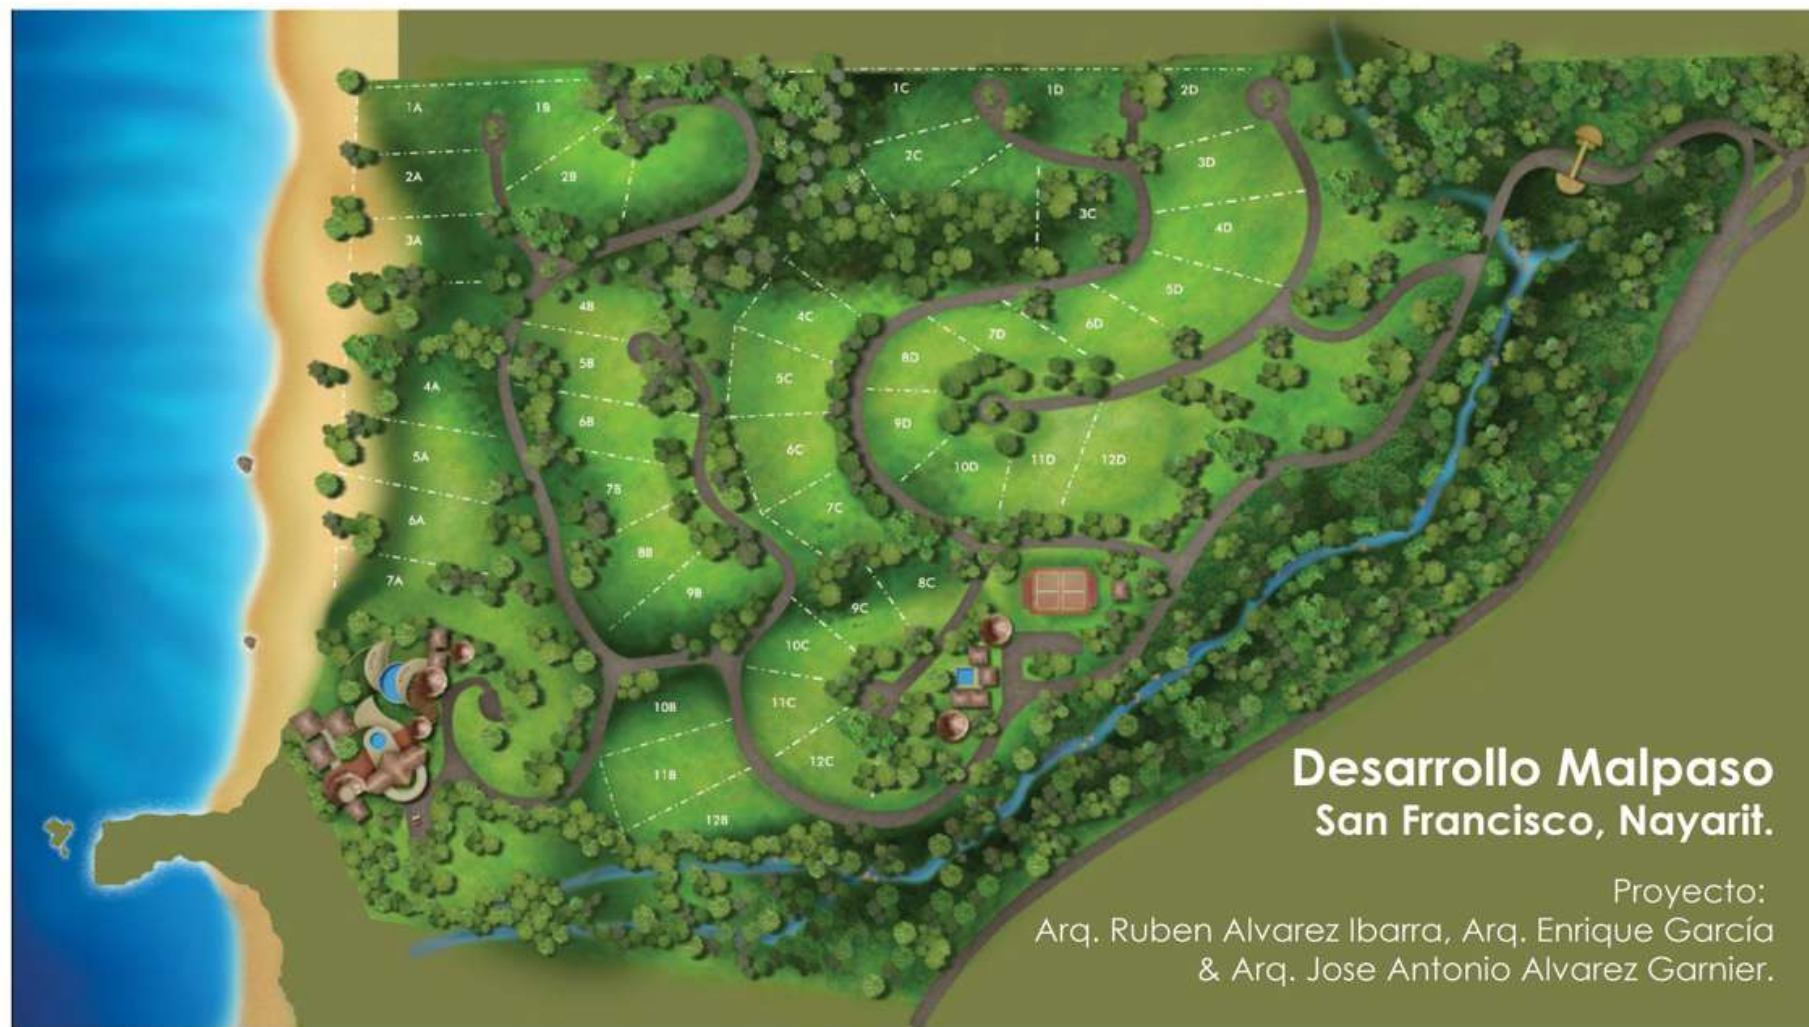 1A
1B
1C
1D
2D
2A
2B
2C
3D
3A
3C
4D
4B
4C
5D
6D
7D
8D
5B
5C
4A
6B
9D
5A
6C
10D
11D
12D
7B
6A
7C
8B
7A
9B
8C
9C
10C
10B
11C
11B
12C
12B
Desarrollo Malpaso
San Francisco, Nayarit.
Proyecto:
Arq. Ruben Alvarez Ibarra, Arq. Enrique García
& Arq. Jose Antonio Alvarez Garnier.